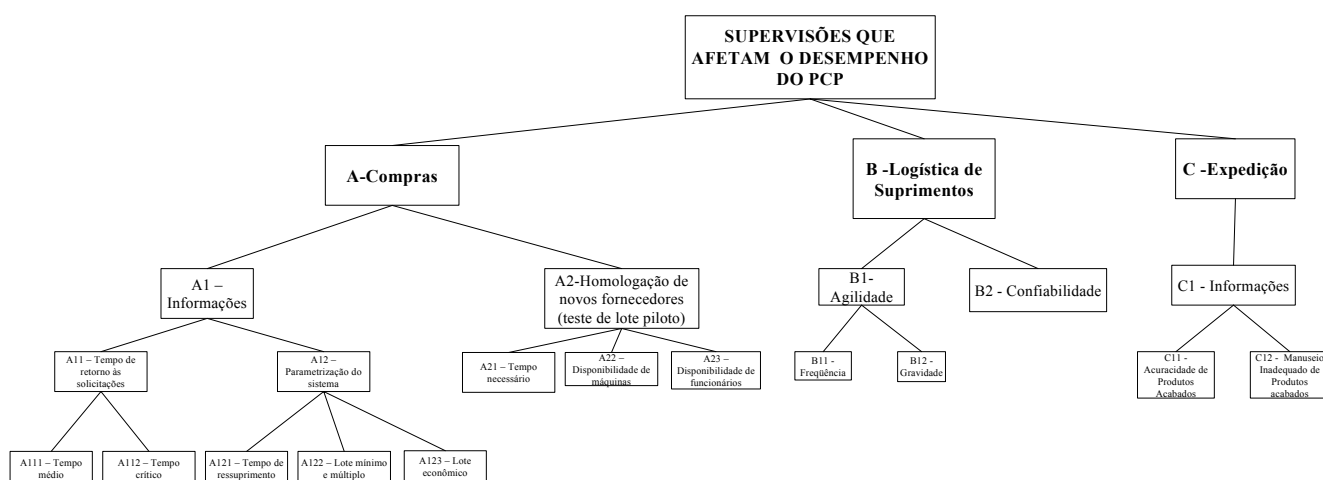 SUPERVISÕES QUE
AFETAM O DESEMPENHO
DO PCP
A-Compras
B -Logística de
Suprimentos
C -Expedição
A1 –
Informações
A2-Homologação de
novos fornecedores
(teste de lote piloto)
B1-
Agilidade
B2 - Confiabilidade
C1 - Informações
A11 – Tempo de
retorno às
solicitações
A12 –
Parametrização do
sistema
A21 – Tempo
necessário
A22 –
Disponibilidade de
máquinas
A23 –
Disponibilidade de
funcionários
B11 -
Freqüência
B12 -
Gravidade
C11 -
Acuracidade de
Produtos
Acabados
C12 - Manuseio
Inadequado de
Produtos
acabados
A111 – Tempo
médio
A112 – Tempo
crítico
A121 – Tempo de
ressuprimento
A122 – Lote mínimo
e múltiplo
A123 – Lote
econômico